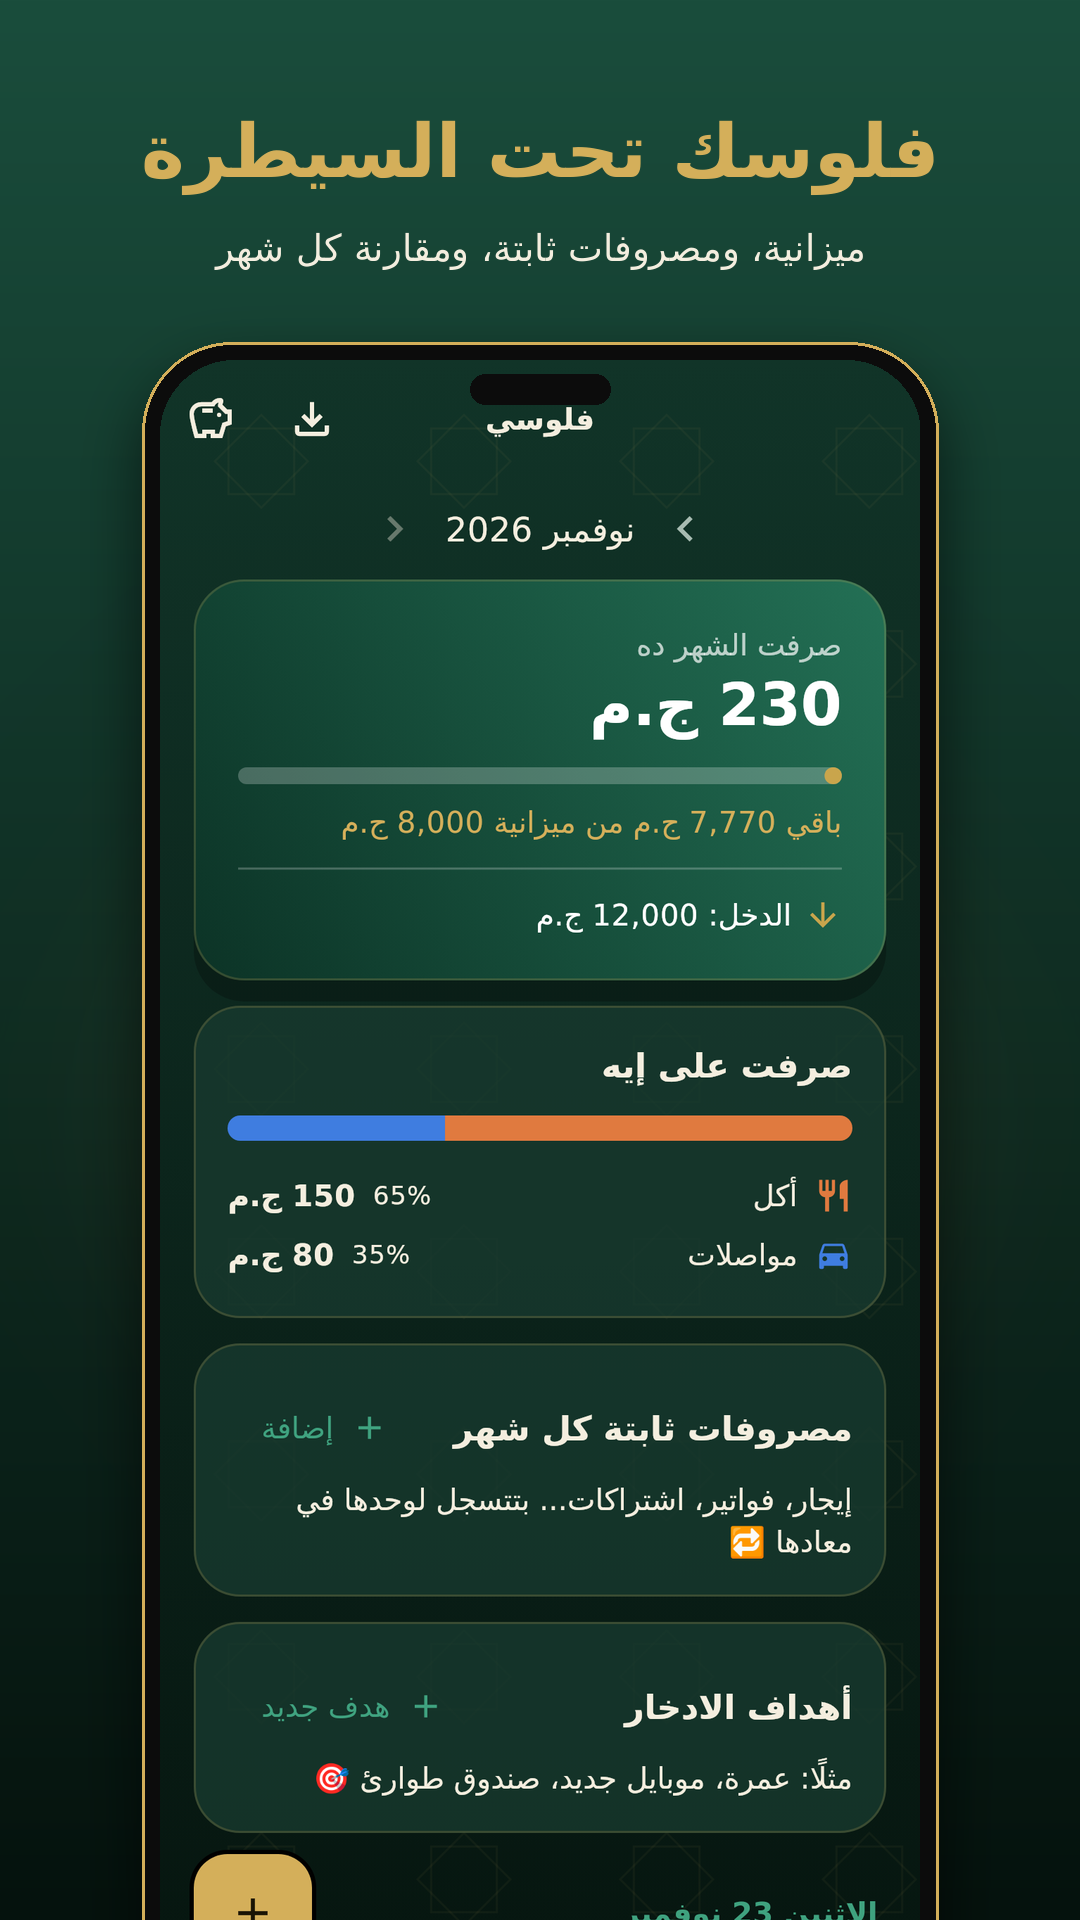 فلوسك تحت السيطرة
ميزانية، ومصروفات ثابتة، ومقارنة كل شهر
فلوسي
نوفمبر 2026
صرفت الشهر ده
230 ج.م
باقي 7,770 ج.م من ميزانية 8,000 ج.م
الدخل: 12,000 ج.م
صرفت على إيه
أكل 65% 150 ج.م
مواصلات 35% 80 ج.م
مصروفات ثابتة كل شهر + إضافة
إيجار، فواتير، اشتراكات... بتتسجل لوحدها في
معادها 🔁
أهداف الادخار + هدف جديد
مثلًا: عمرة، موبايل جديد، صندوق طوارئ 🎯
الاثنين 23 نوفمبر
+